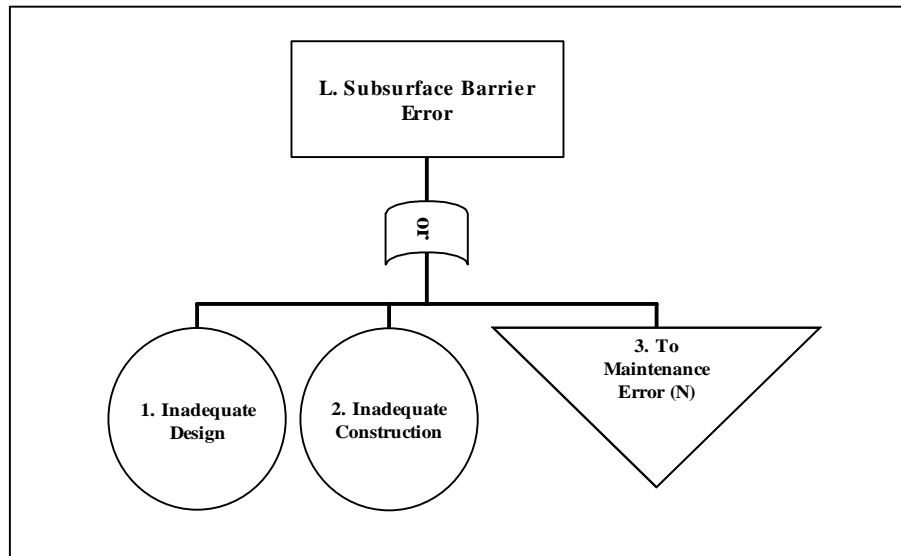 L. Subsurface Barrier
Error
or
1. Inadequate
Design
2. Inadequate
Construction
3. To
Maintenance
Error (N)